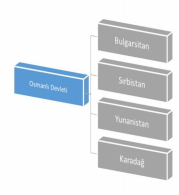 Osmanlı Devleti
Bulgarsitan
Sırbistan
Yunanistan
Karadağ